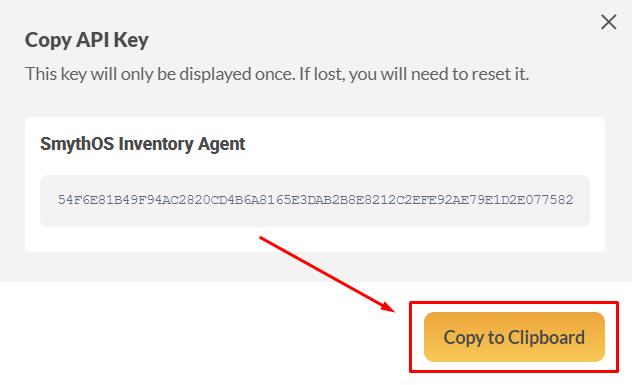 Copy API Key
This key will only be displayed once. If lost, you will need to reset it.
SmythOS Inventory Agent
54F6E81B49F94AC2820CD4B6A8165E3DAB2B8E8212C2EFE92AE79E1D2E077582
Copy to Clipboard